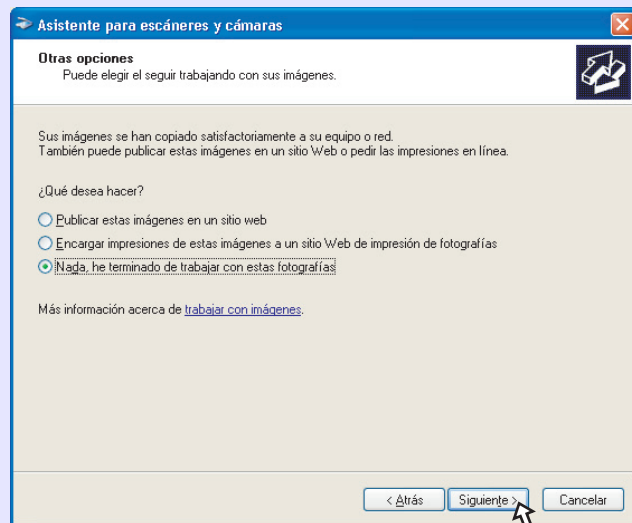 Asistente para escáneres y cámaras
Otras opciones
Puede elegir el seguir trabajando con sus imágenes.
Sus imágenes se han copiado satisfactoriamente a su equipo o red.
También puede publicar estas imágenes en un sitio Web o pedir las impresiones en línea.
¿Qué desea hacer?
Publicar estas imágenes en un sitio web
Encargar impresiones de estas imágenes a un sitio Web de impresión de fotografías
Nada, he terminado de trabajar con estas fotografías
Más información acerca de trabajar con imágenes.
< Atrás Siguiente > Cancelar